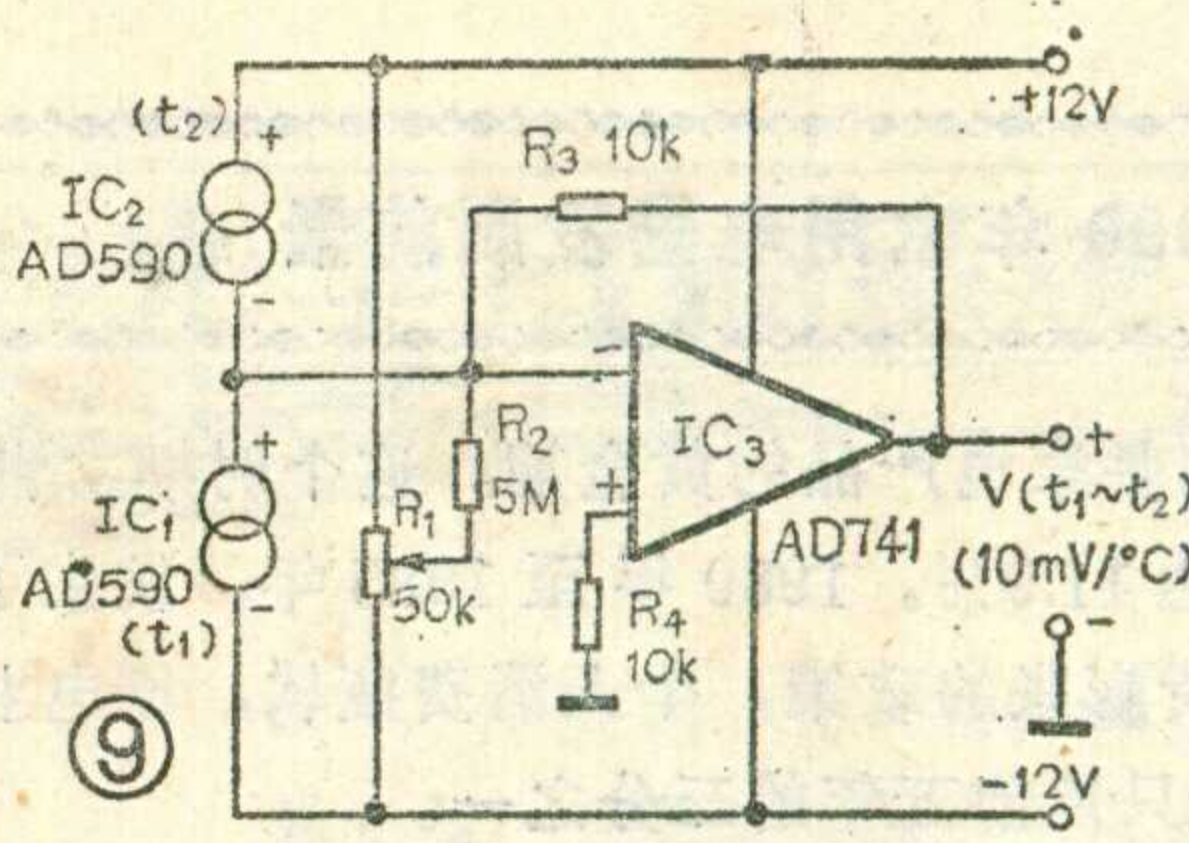 +12V
(t₂) +
R₃ 10k
IC₂
AD590
-
-
+
IC₁
AD590
-
(t₁)
R₁
50k
R₂
5M
+
IC₃
AD741
R₄
10k
+
V(t₁~t₂)
(10mV/°C)
-
-12V
⑨